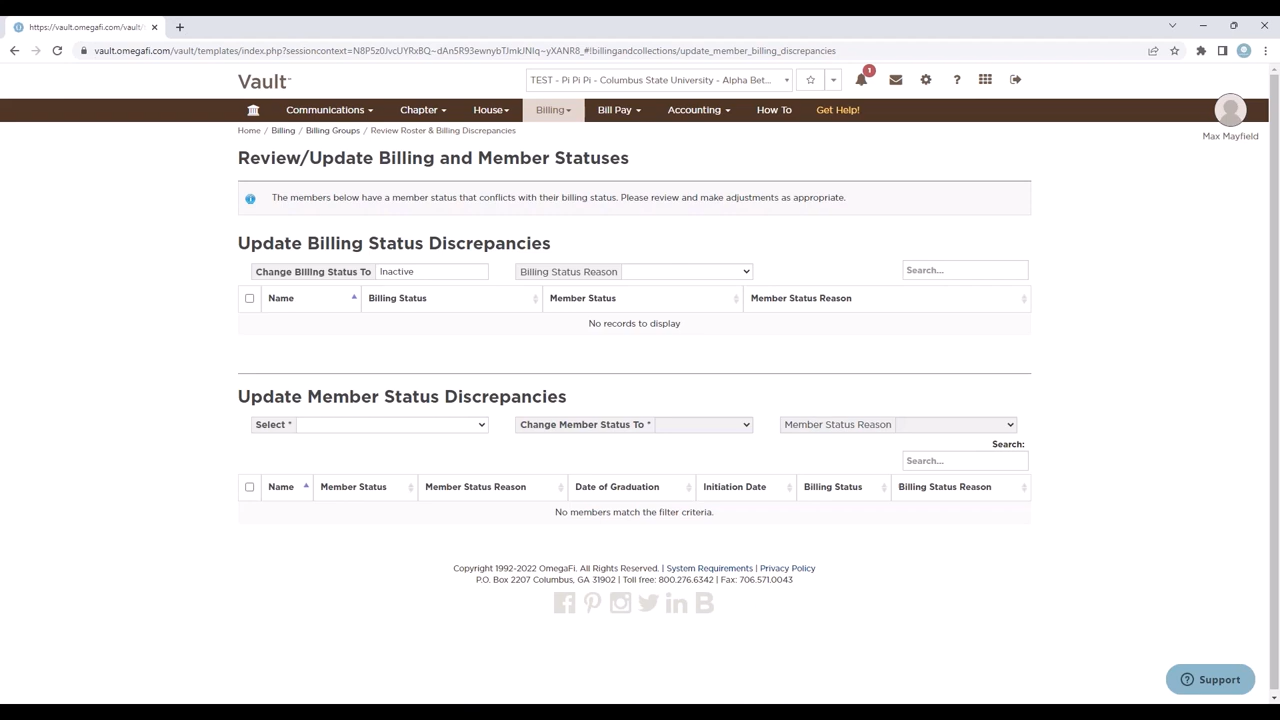 https://vault.omegafi.com/vault/
vault.omegafi.com/vault/templates/index.php?sessioncontext=N8P5z0JvcUYRxBQ~dAn5R93ewnybTJmkJNIq~yXANR8_#!billingandcollections/update_member_billing_discrepancies
Vault
TEST - Pi Pi Pi - Columbus State University - Alpha Bet...
1
Communications Chapter House Billing Bill Pay Accounting How To Get Help!
Max Mayfield
Home / Billing / Billing Groups / Review Roster & Billing Discrepancies
Review/Update Billing and Member Statuses
The members below have a member status that conflicts with their billing status. Please review and make adjustments as appropriate.
Update Billing Status Discrepancies
Change Billing Status To Inactive Billing Status Reason Search...
Name Billing Status Member Status Member Status Reason
No records to display
Update Member Status Discrepancies
Select * Change Member Status To * Member Status Reason
Search:
Search...
Name Member Status Member Status Reason Date of Graduation Initiation Date Billing Status Billing Status Reason
No members match the filter criteria.
Copyright 1992-2022 OmegaFi. All Rights Reserved. | System Requirements | Privacy Policy
P.O. Box 2207 Columbus, GA 31902 | Toll free: 800.276.6342 | Fax: 706.571.0043
Support